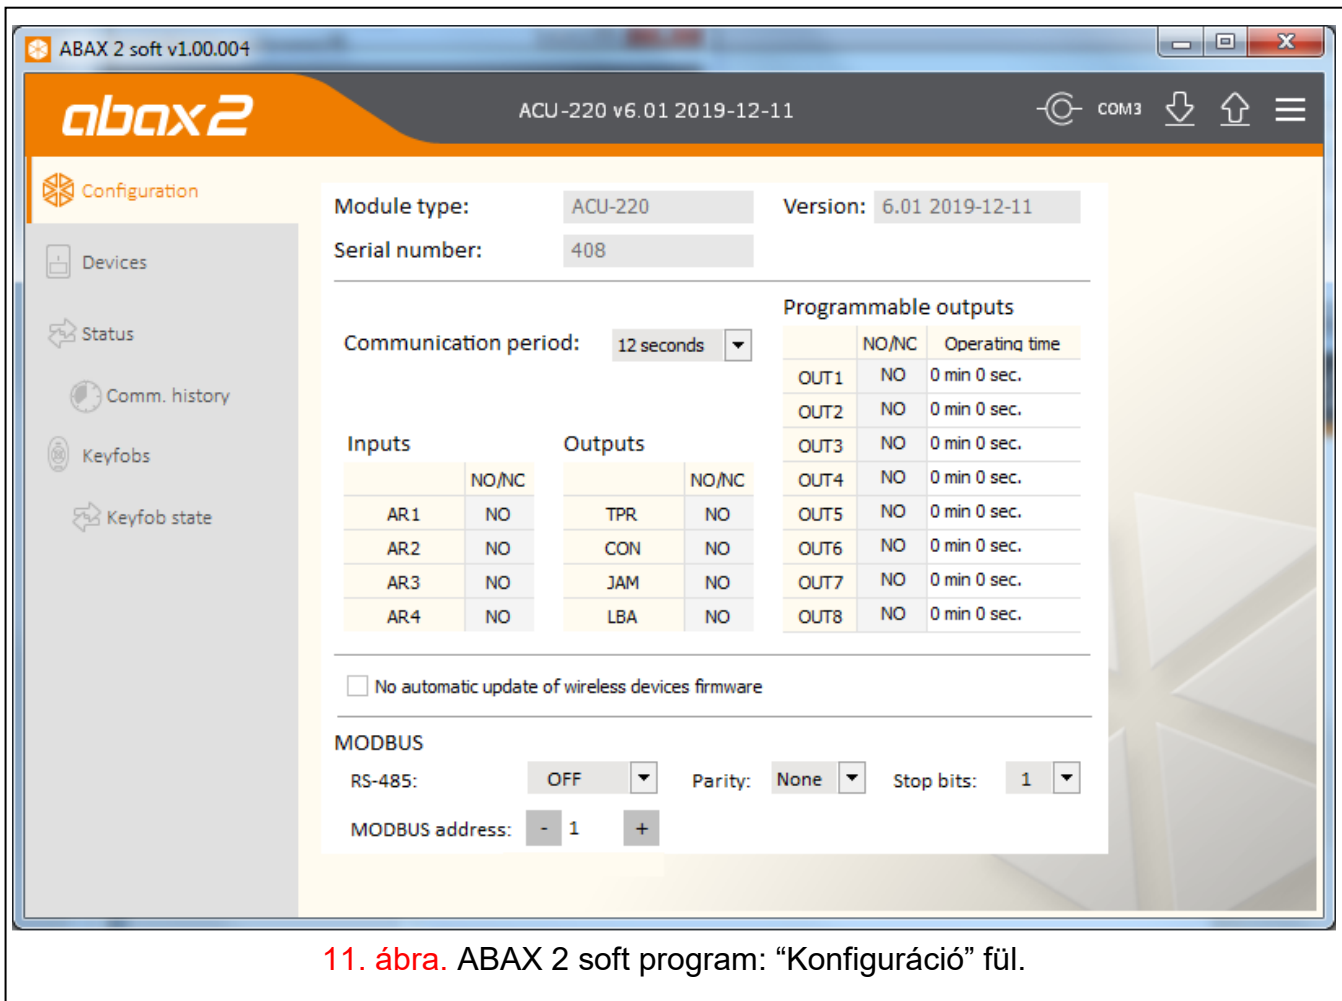 ABAX 2 soft v1.00.004
abax 2
ACU-220 v6.01 2019-12-11
COM3
Configuration
Devices
Status
Comm. history
Keyfobs
Keyfob state
Module type: ACU-220 Version: 6.01 2019-12-11
Serial number: 408
Communication period: 12 seconds
Programmable outputs
NO/NC Operating time
OUT1 NO 0 min 0 sec.
OUT2 NO 0 min 0 sec.
OUT3 NO 0 min 0 sec.
OUT4 NO 0 min 0 sec.
OUT5 NO 0 min 0 sec.
OUT6 NO 0 min 0 sec.
OUT7 NO 0 min 0 sec.
OUT8 NO 0 min 0 sec.
Inputs
NO/NC
AR1 NO
AR2 NO
AR3 NO
AR4 NO
Outputs
NO/NC
TPR NO
CON NO
JAM NO
LBA NO
No automatic update of wireless devices firmware
MODBUS
RS-485: OFF Parity: None Stop bits: 1
MODBUS address: - 1 +
11. ábra. ABAX 2 soft program: “Konfiguráció” fül.